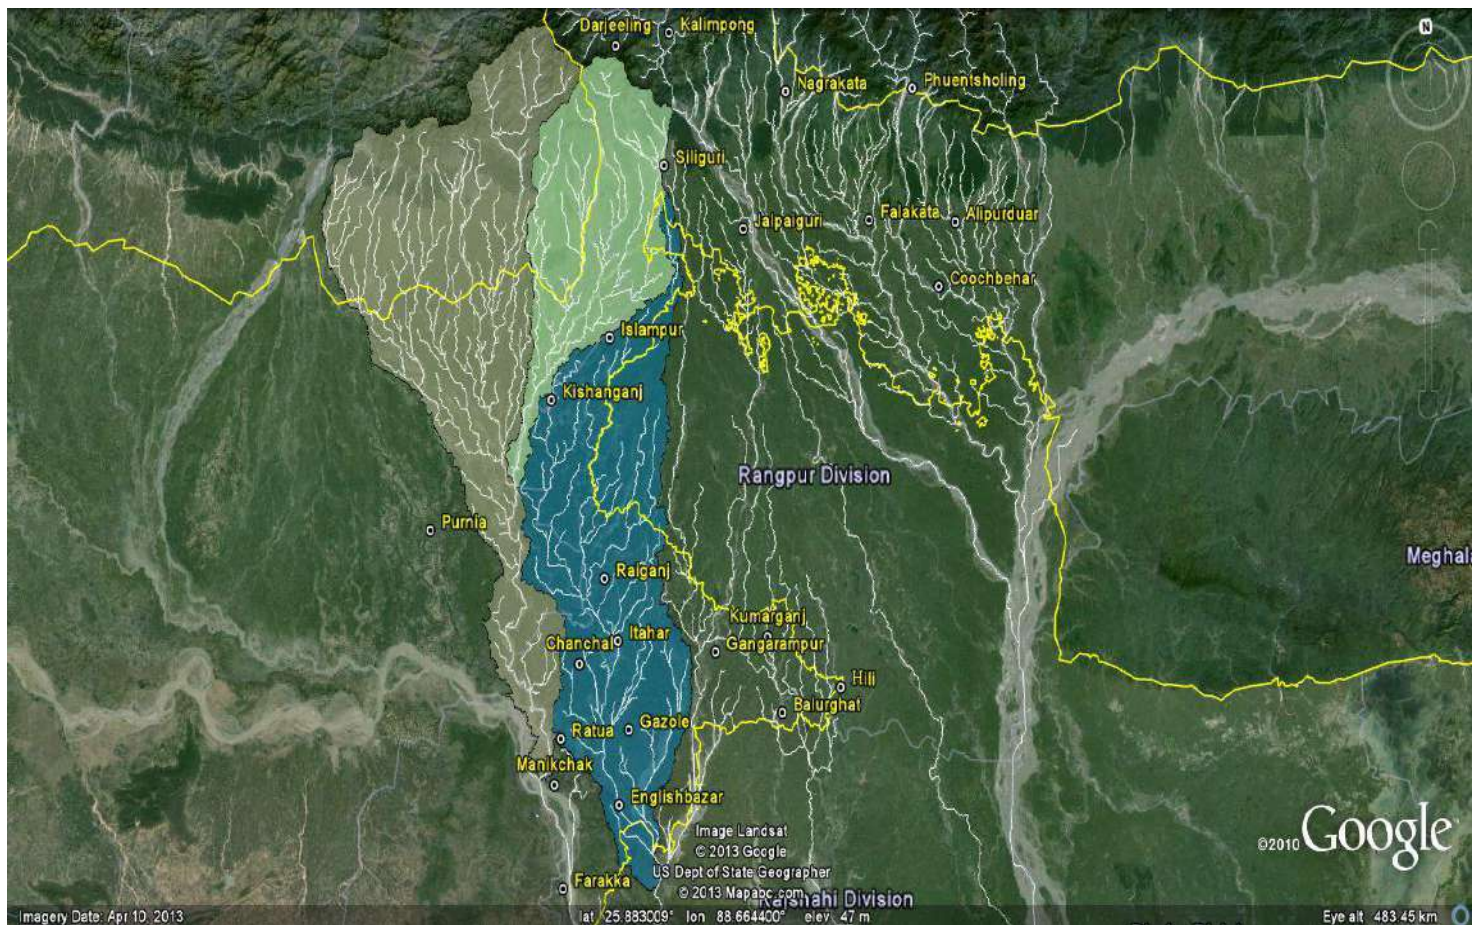 Darjeeling
Kalimpong
N
Nagrakata
Phuentsholing
Siliguri
Jalpaiguri
Falakata
Alipurduar
Coochbehar
Islampur
Kishanganj
Rangpur Division
Purnia
Meghala
Raiganj
Kumarganj
Itahar
Chanchal
Gangarampur
Hili
Balurghat
Gazole
Ratua
Manikchak
Englishbazar
Image Landsat
© 2013 Google
US Dept of State Geographer
© 2013 Mapabc.com
©2010 Google
Farakka
Rajshahi Division
Imagery Date: Apr 10, 2013
lat 25.883009° lon 88.664400° elev 47 m
Eye alt 483.45 km